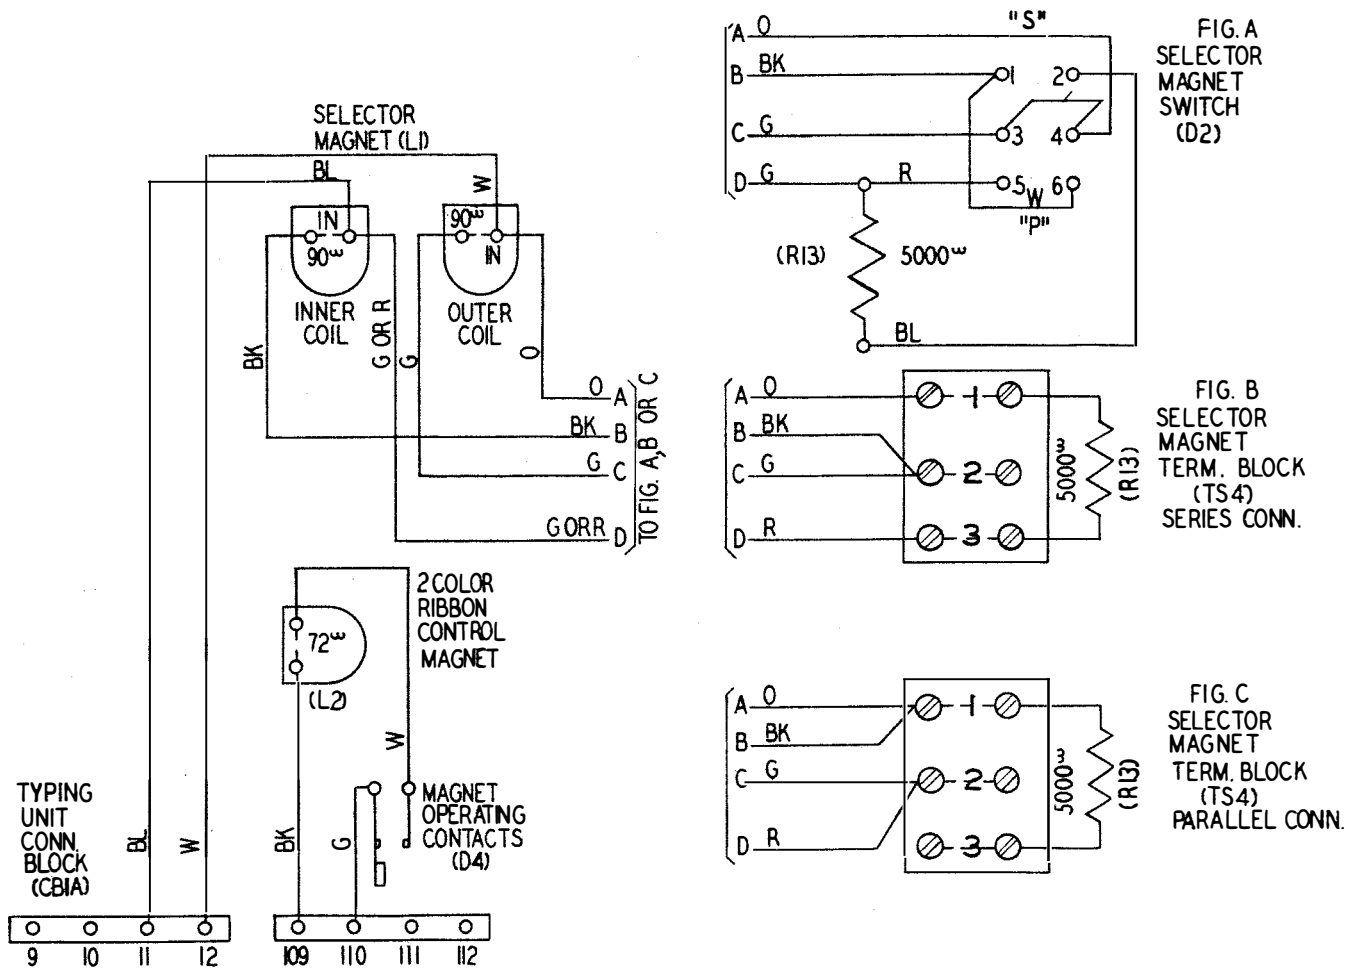 SELECTOR
MAGNET (L1)
BL
W
IN
90ω
90ω
IN
INNER
COIL
OUTER
COIL
BK
G OR R
G
O
O A
BK B
G C
G OR R D
TO FIG. A,B OR C
2 COLOR
RIBBON
CONTROL
MAGNET
72ω
(L2)
W
MAGNET
OPERATING
CONTACTS
(D4)
TYPING
UNIT
CONN.
BLOCK
(CB1A)
BL
W
BK
G
9 10 11 12
109 110 111 112
"S"
A O
B BK
C G
D G
R
1 2
3 4
5 6
W
"P"
(R13) 5000ω
BL
FIG. A
SELECTOR
MAGNET
SWITCH
(D2)
A O
B BK
C G
D R
1
2
3
5000ω
(R13)
FIG. B
SELECTOR
MAGNET
TERM. BLOCK
(TS4)
SERIES CONN.
A O
B BK
C G
D R
1
2
3
5000ω
(R13)
FIG. C
SELECTOR
MAGNET
TERM. BLOCK
(TS4)
PARALLEL CONN.